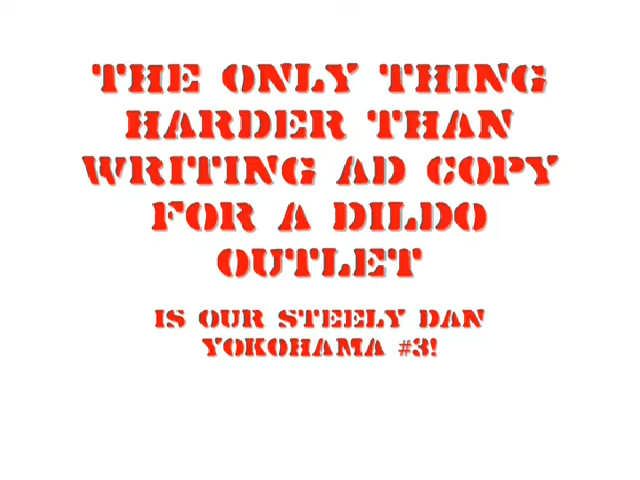 THE ONLY THING
HARDER THAN
WRITING AD COPY
FOR A DILDO
OUTLET
IS OUR STEELY DAN
YOKOHAMA #3!